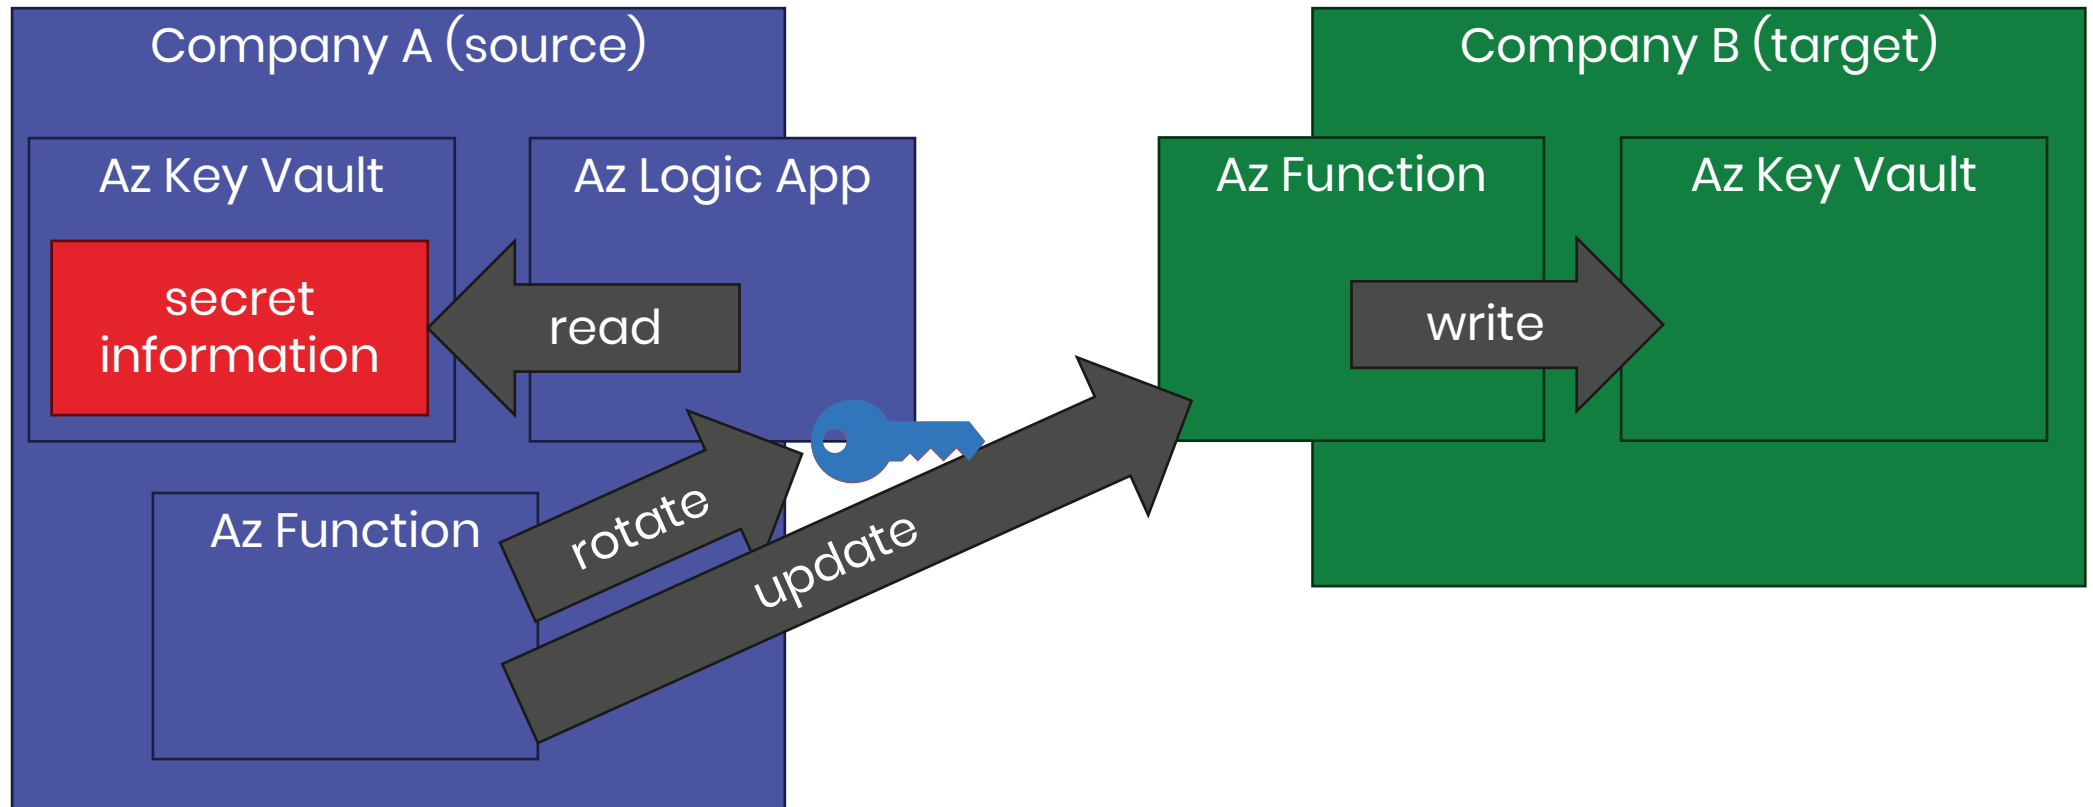 Company A (source)
Company B (target)
Az Key Vault
Az Logic App
Az Function
Az Key Vault
secret
information
read
write
rotate
Az Function
update